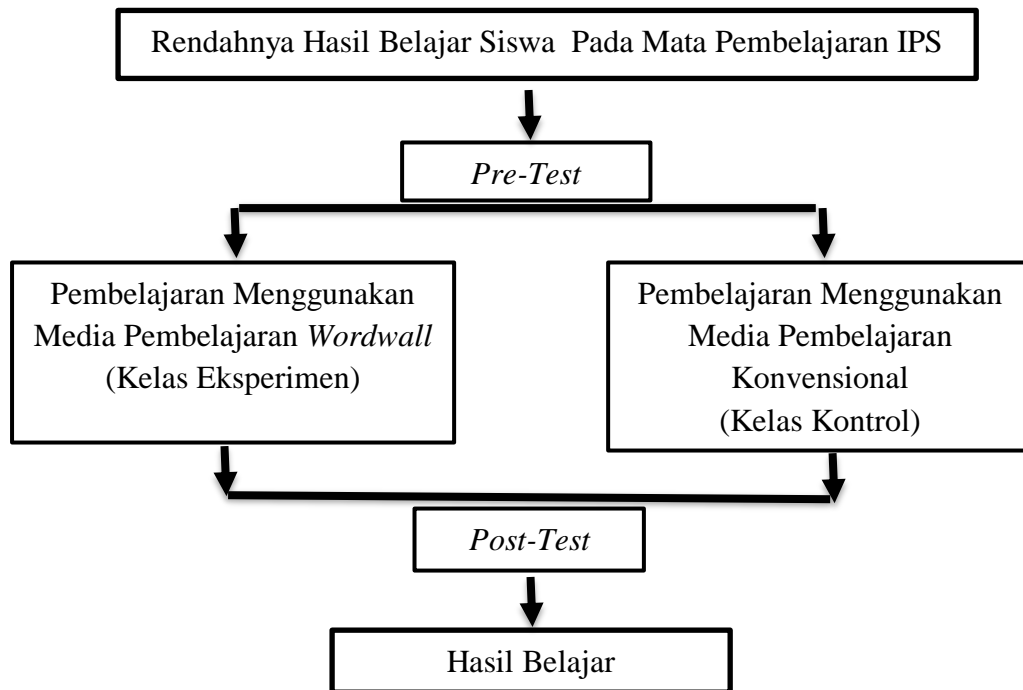 Rendahnya Hasil Belajar Siswa Pada Mata Pembelajaran IPS
Pre-Test
Pembelajaran Menggunakan
Media Pembelajaran Wordwall
(Kelas Eksperimen)
Pembelajaran Menggunakan
Media Pembelajaran
Konvensional
(Kelas Kontrol)
Post-Test
Hasil Belajar